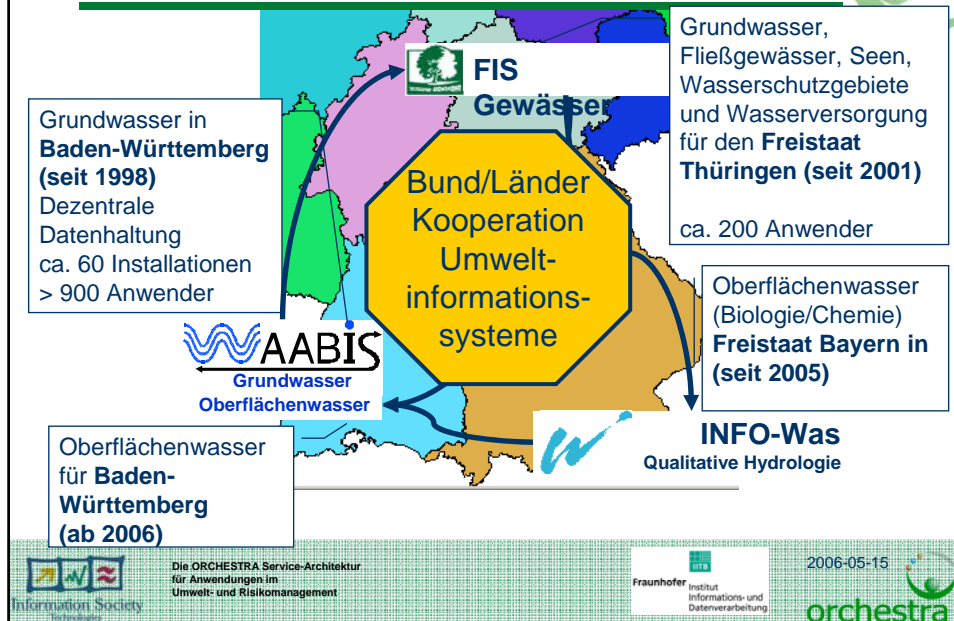 FIS
Gewässer
Grundwasser,
Fließgewässer, Seen,
Wasserschutzgebiete
und Wasserversorgung
für den Freistaat
Thüringen (seit 2001)
ca. 200 Anwender
Grundwasser in
Baden-Württemberg
(seit 1998)
Dezentrale
Datenhaltung
ca. 60 Installationen
> 900 Anwender
Bund/Länder
Kooperation
Umwelt-
informations-
systeme
Oberflächenwasser
(Biologie/Chemie)
Freistaat Bayern in
(seit 2005)
WAABIS
Grundwasser
Oberflächenwasser
INFO-Was
Qualitative Hydrologie
Oberflächenwasser
für Baden-
Württemberg
(ab 2006)
Information Society
Technologies
Die ORCHESTRA Service-Architektur
für Anwendungen im
Umwelt- und Risikomanagement
IITB
Fraunhofer Institut
Informations- und
Datenverarbeitung
2006-05-15
orchestra